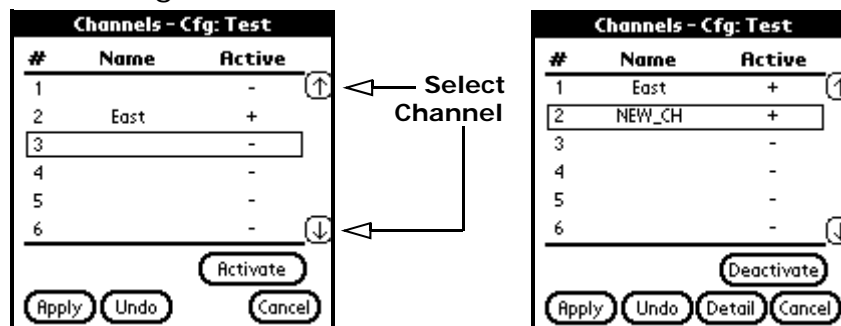 Channels - Cfg: Test
# Name Active
1 -
2 East +
3 -
4 -
5 -
6 -
Activate
Apply Undo Cancel
Select
Channel
Channels - Cfg: Test
# Name Active
1 East +
2 NEW_CH +
3 -
4 -
5 -
6 -
Deactivate
Apply Undo Detail Cancel